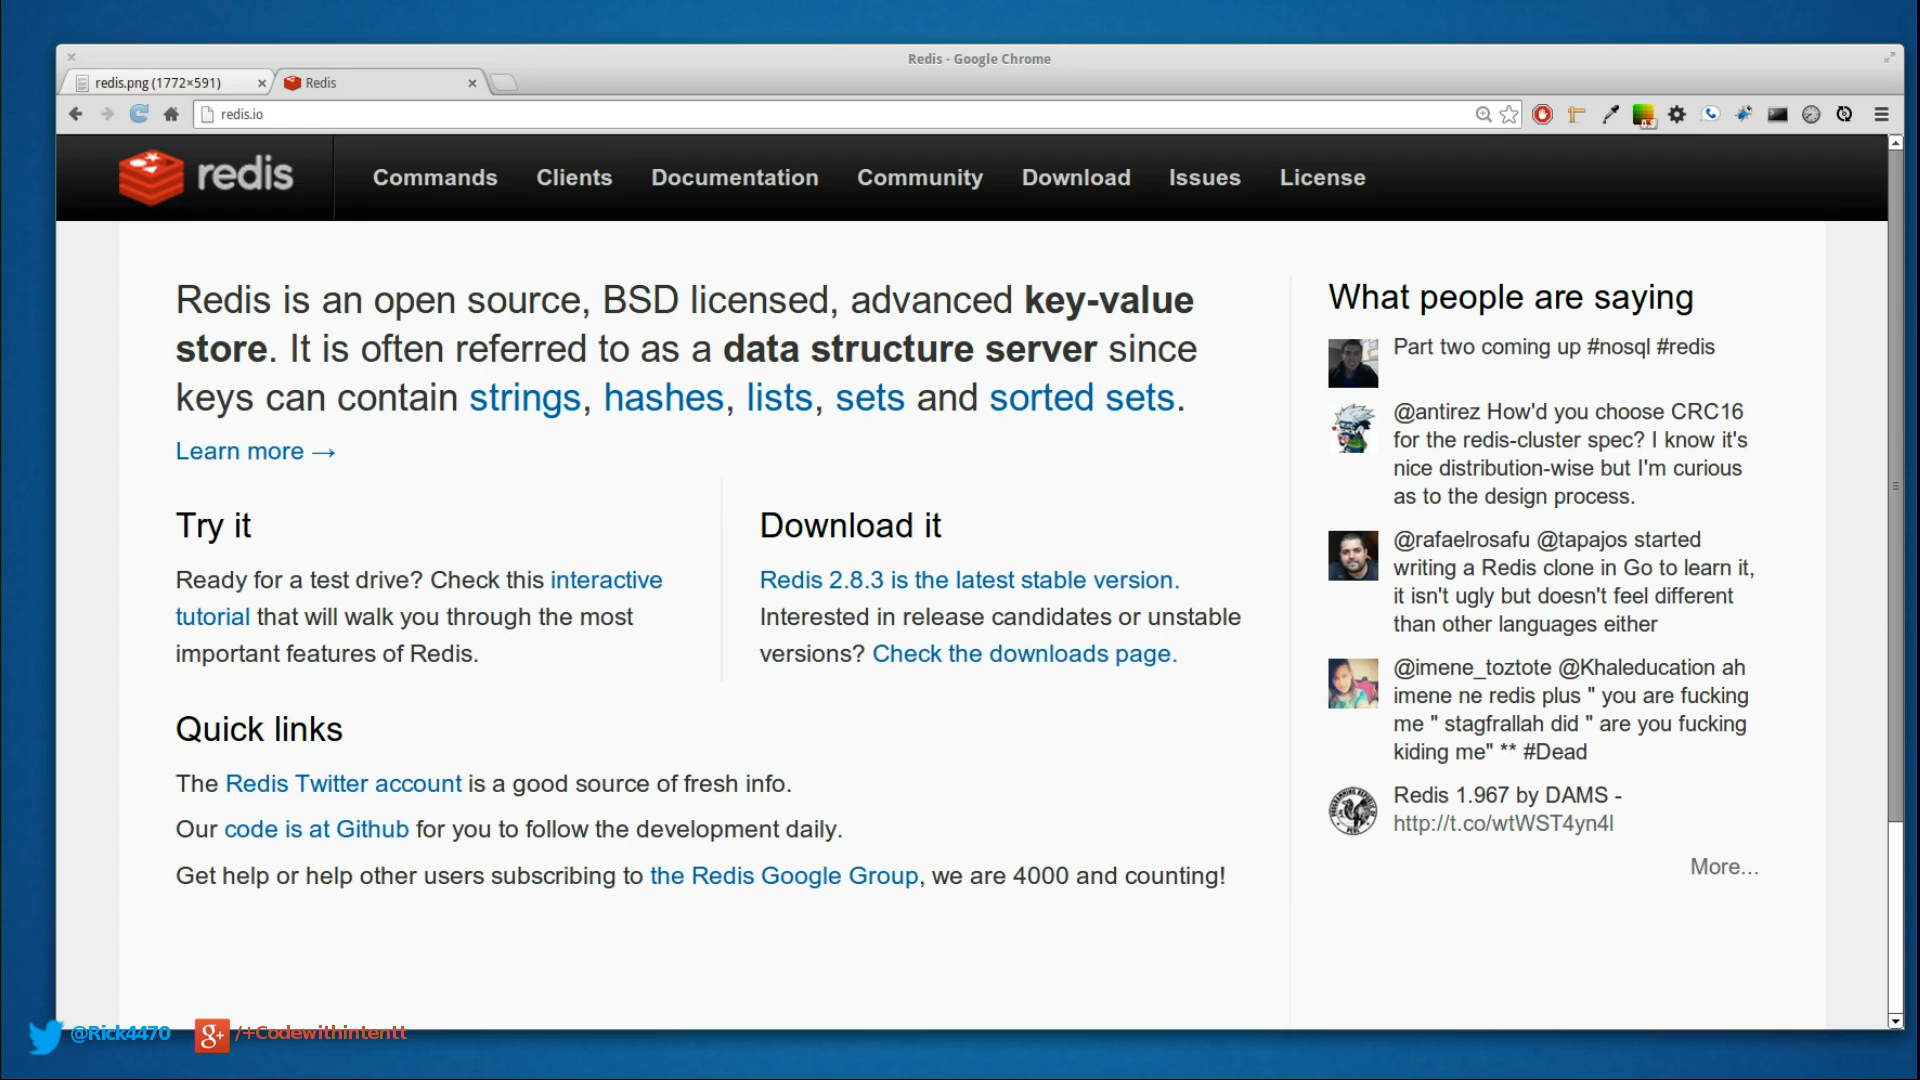 Redis - Google Chrome
redis.png (1772×591)
Redis
redis.io
redis
Commands Clients Documentation Community Download Issues License
Redis is an open source, BSD licensed, advanced key-value
store. It is often referred to as a data structure server since
keys can contain strings, hashes, lists, sets and sorted sets.
Learn more →
Try it
Ready for a test drive? Check this interactive
tutorial that will walk you through the most
important features of Redis.
Download it
Redis 2.8.3 is the latest stable version.
Interested in release candidates or unstable
versions? Check the downloads page.
Quick links
The Redis Twitter account is a good source of fresh info.
Our code is at Github for you to follow the development daily.
Get help or help other users subscribing to the Redis Google Group, we are 4000 and counting!
What people are saying
Part two coming up #nosql #redis
@antirez How'd you choose CRC16
for the redis-cluster spec? I know it's
nice distribution-wise but I'm curious
as to the design process.
@rafaelrosafu @tapajos started
writing a Redis clone in Go to learn it,
it isn't ugly but doesn't feel different
than other languages either
@imene_toztote @Khaleducation ah
imene ne redis plus " you are fucking
me " stagfrallah did " are you fucking
kiding me" ** #Dead
Redis 1.967 by DAMS -
http://t.co/wtWST4yn4l
More...
@Rick4470
g+ /+Codewithintentt